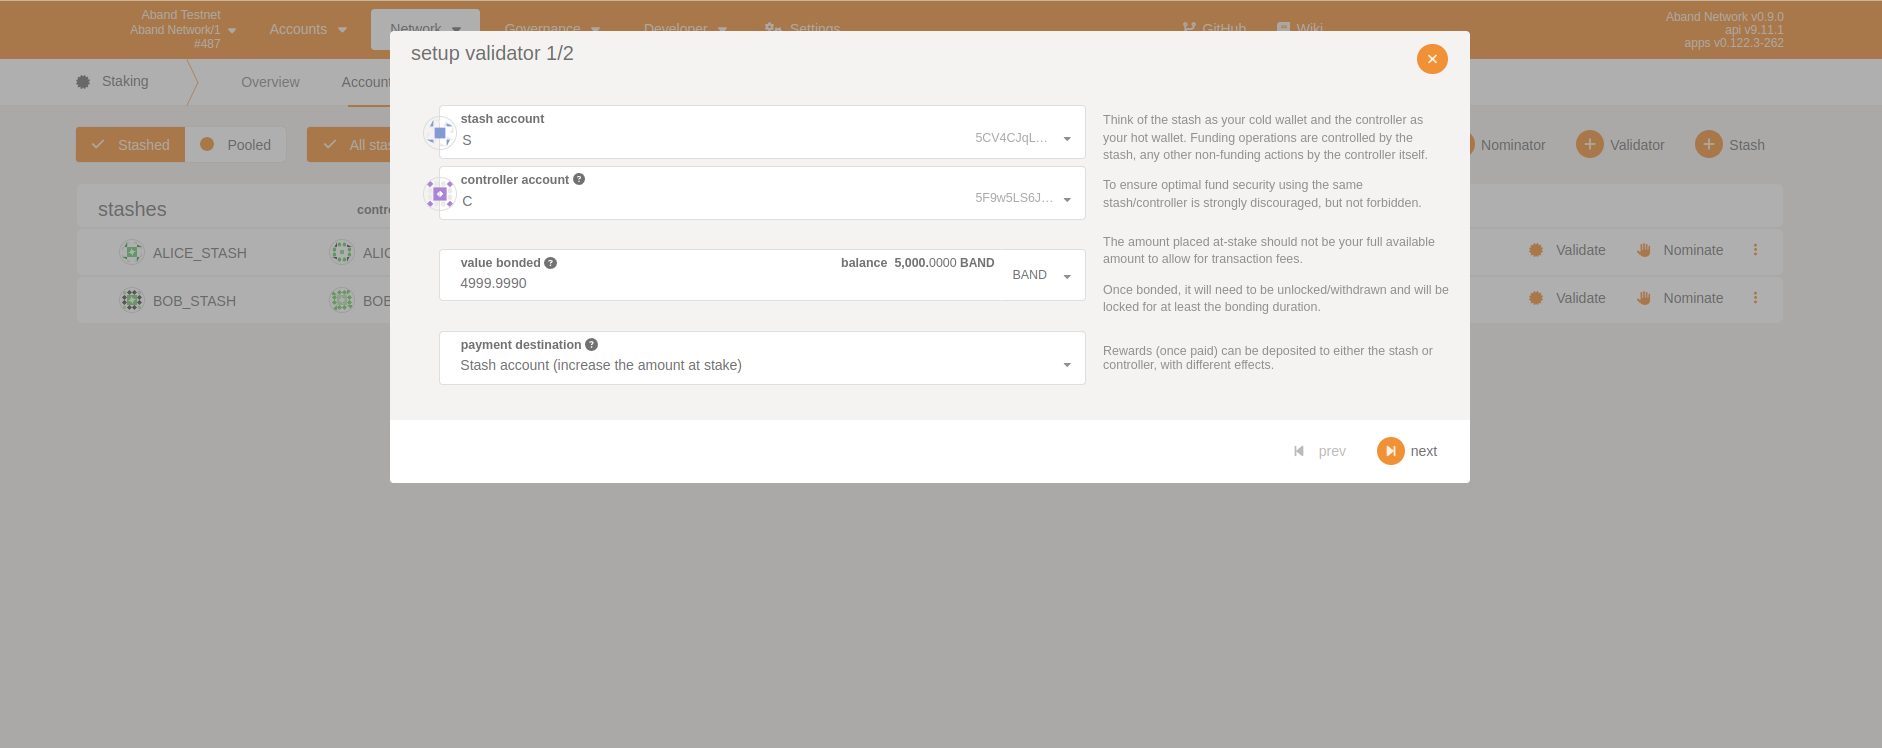 Aband Testnet
Aband Network/1
#487
Accounts
Network
Governance
Developer
Settings
GitHub
Wiki
Aband Network v0.9.0
api v9.11.1
apps v0.122.3-262
Staking
Overview
Stashed
Pooled
Nominator
Validator
Stash
stashes
ALICE_STASH
Validate
Nominate
BOB_STASH
BOB
Validate
Nominate
setup validator 1/2
stash account
S
5CV4CJqL...
controller account
C
5F9w5LS6J...
value bonded
balance 5,000.0000 BAND
4999.9990
BAND
payment destination
Stash account (increase the amount at stake)
Think of the stash as your cold wallet and the controller as
your hot wallet. Funding operations are controlled by the
stash, any other non-funding actions by the controller itself.
To ensure optimal fund security using the same
stash/controller is strongly discouraged, but not forbidden.
The amount placed at-stake should not be your full available
amount to allow for transaction fees.
Once bonded, it will need to be unlocked/withdrawn and will be
locked for at least the bonding duration.
Rewards (once paid) can be deposited to either the stash or
controller, with different effects.
prev
next